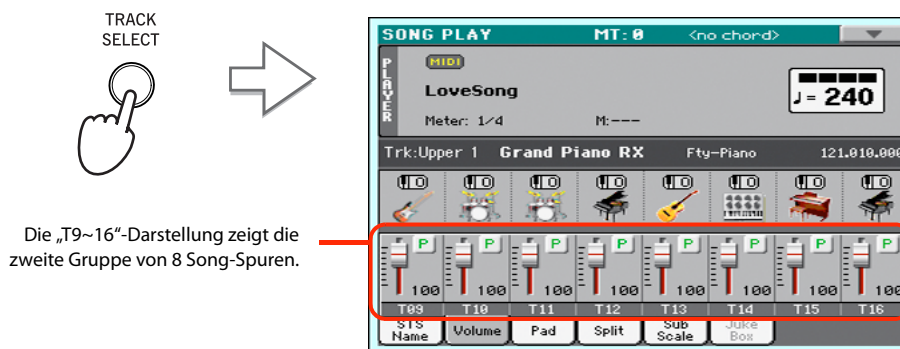 TRACK
SELECT
SONG PLAY MT: 0 <no chord>
PLAYER
MIDI
LoveSong
♩= 240
Meter: 1/4 M:---
Trk:Upper 1 Grand Piano RX Fty-Piano 121.010.000
Die „T9~16“-Darstellung zeigt die
zweite Gruppe von 8 Song-Spuren.
P P P P P P P P
100 100 100 100 100 100 100 100
T09 T10 T11 T12 T13 T14 T15 T16
STS Name Volume Pad Split Sub Scale Juke Box